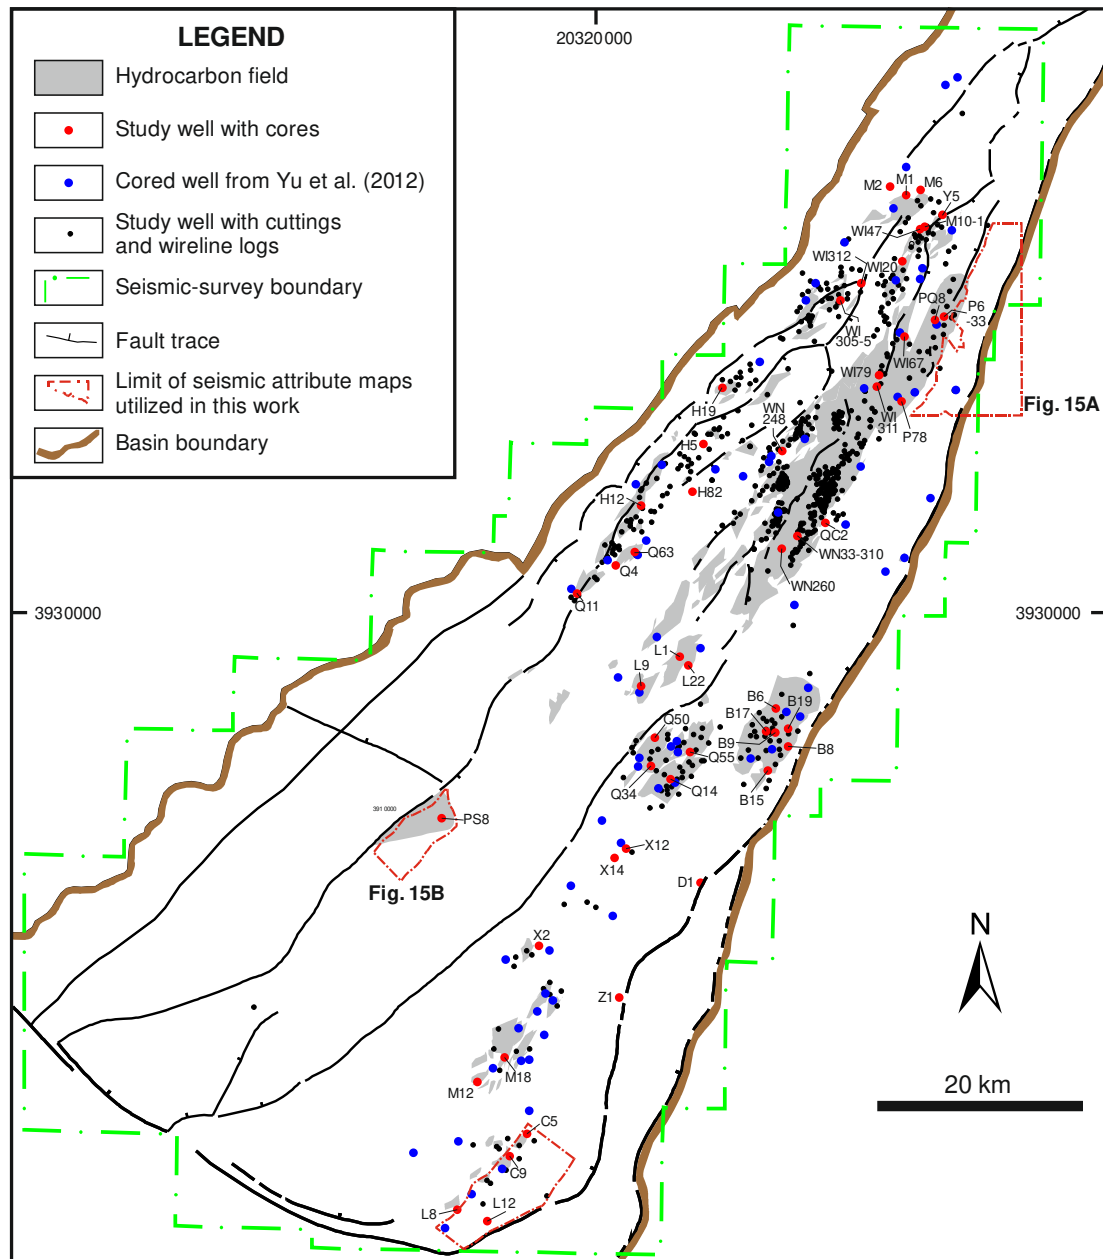 LEGEND
Hydrocarbon field
Study well with cores
Cored well from Yu et al. (2012)
Study well with cuttings
and wireline logs
Seismic-survey boundary
Fault trace
Limit of seismic attribute maps
utilized in this work
Basin boundary
20320000
M2
M1
M6
Y5
WI47
M10-1
WI312
WI20
PQ8
P6
-33
WI
305-5
WI67
WI79
WI
311
P78
Fig. 15A
H19
WN
248
H5
H82
H12
QC2
Q63
WN33-310
Q4
WN260
Q11
3930000
3930000
L1
L9
L22
B6
B17
B19
Q50
B9
B8
Q55
Q34
Q14
B15
391 0000
PS8
X12
X14
Fig. 15B
D1
X2
N
Z1
M18
M12
20 km
C5
C9
L8
L12